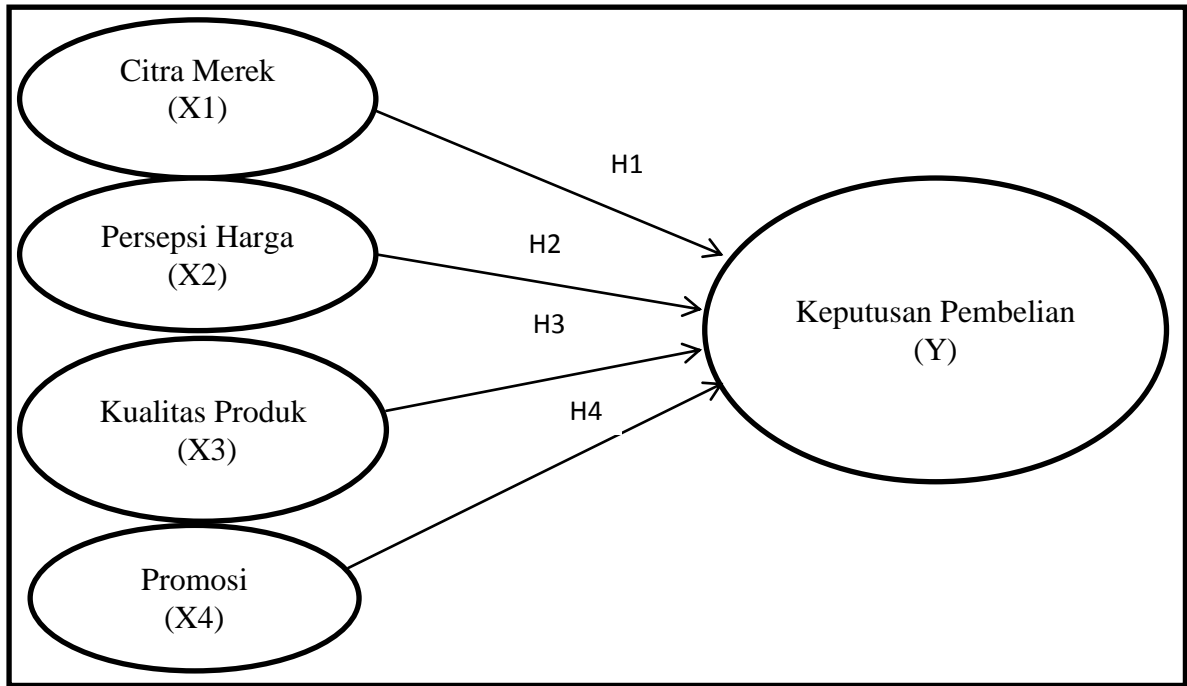 Citra Merek
(X1)
H1
Persepsi Harga
(X2)
H2
H3
Keputusan Pembelian
(Y)
Kualitas Produk
(X3)
H4
Promosi
(X4)